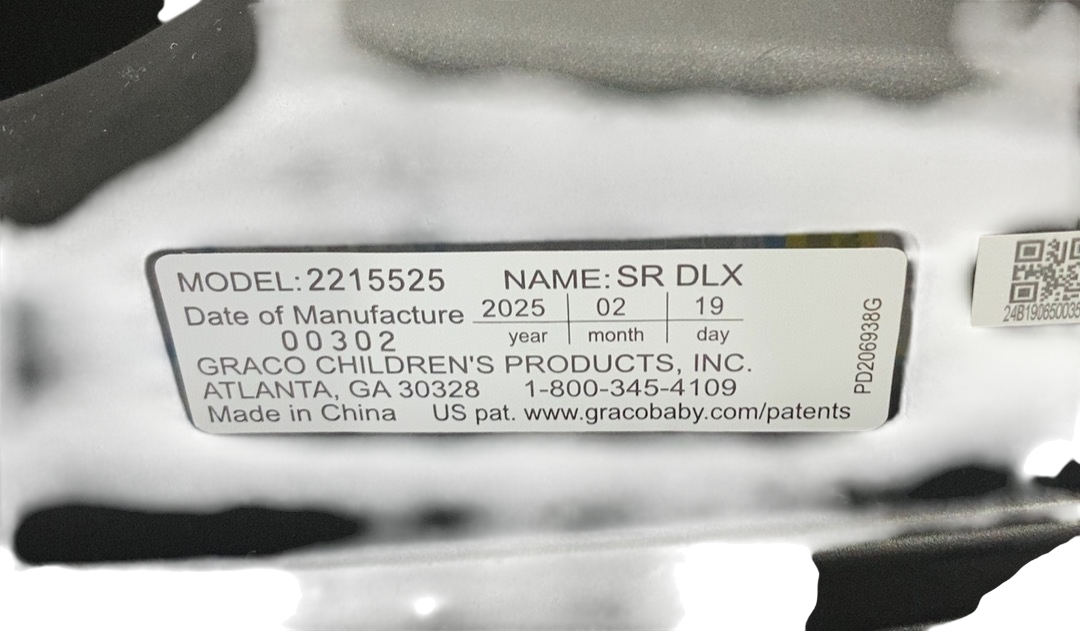 MODEL: 2215525 NAME: SR DLX
Date of Manufacture 2025 02 19
year month day
00302
GRACO CHILDREN'S PRODUCTS, INC.
ATLANTA, GA 30328 1-800-345-4109
Made in China US pat. www.gracobaby.com/patents
PD206938G